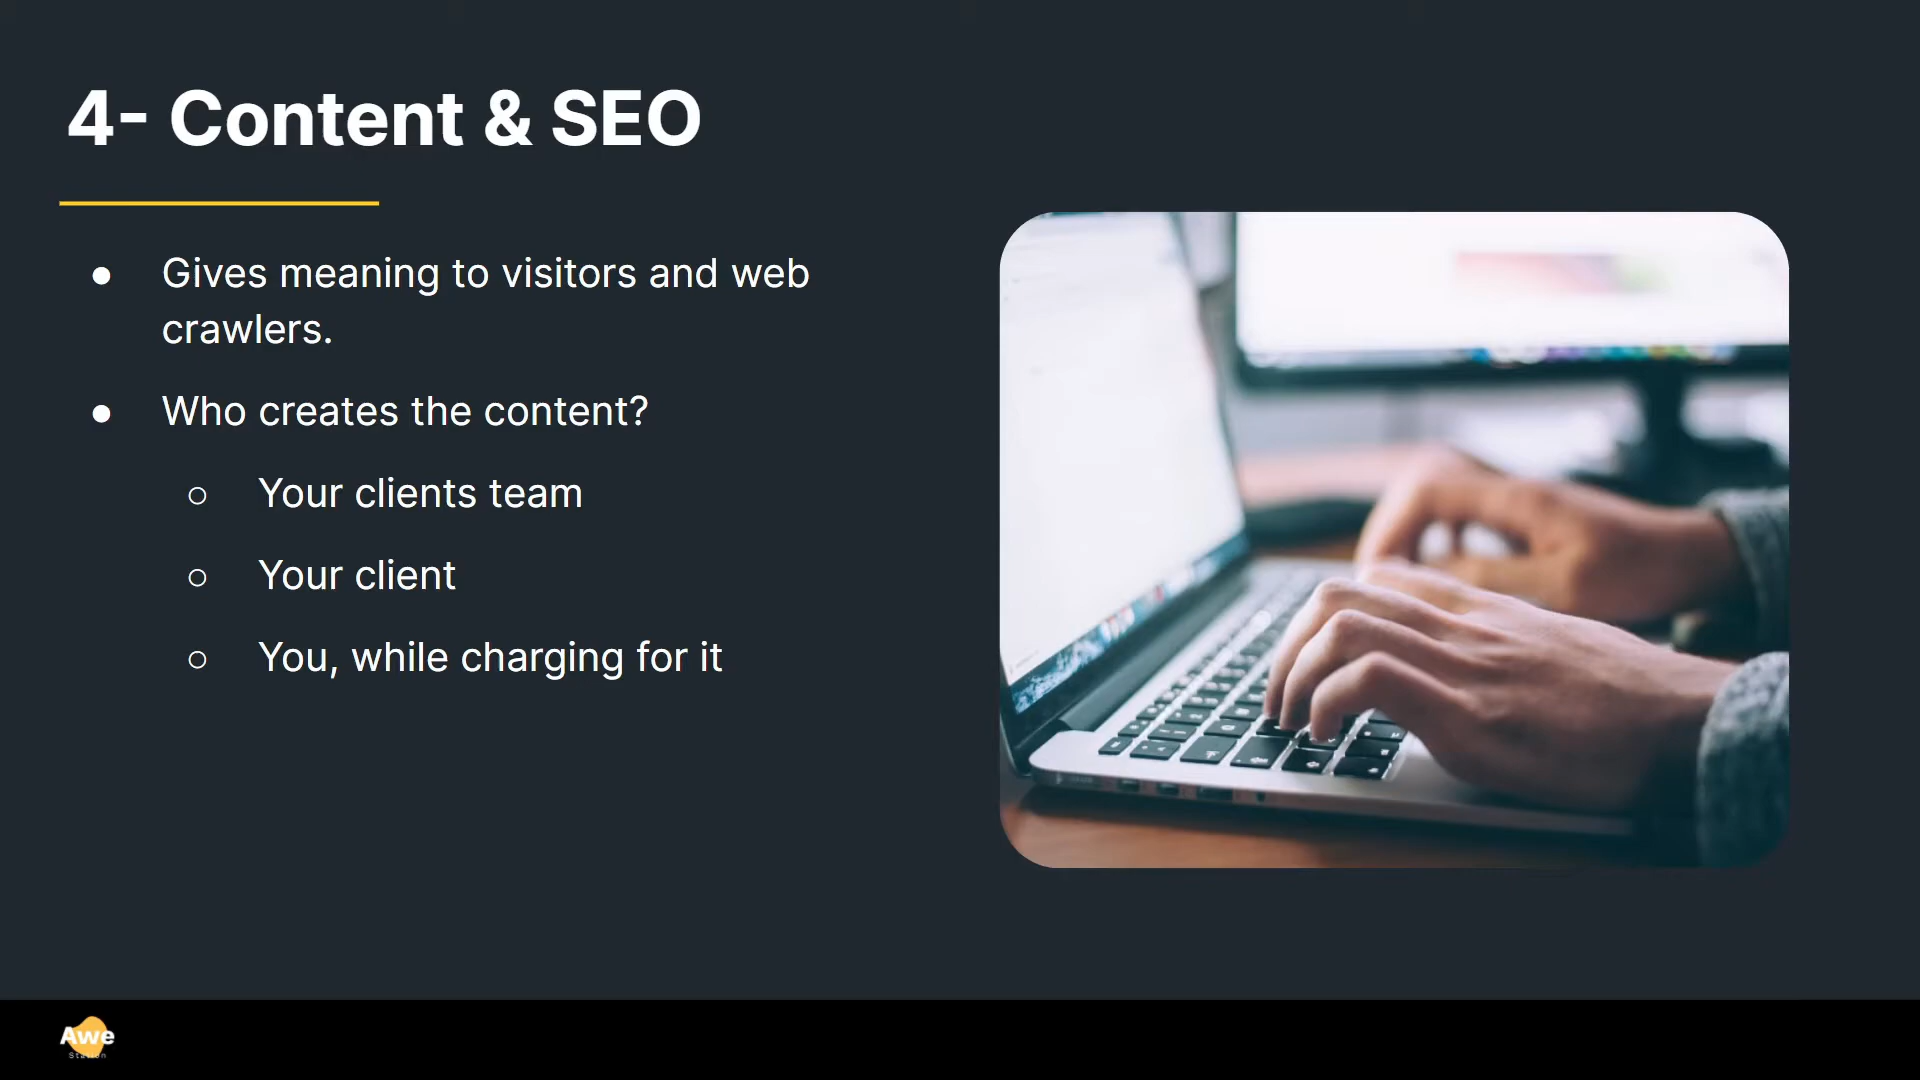 4- Content & SEO
● Gives meaning to visitors and web
crawlers.
● Who creates the content?
○ Your clients team
○ Your client
○ You, while charging for it
Awe
Station